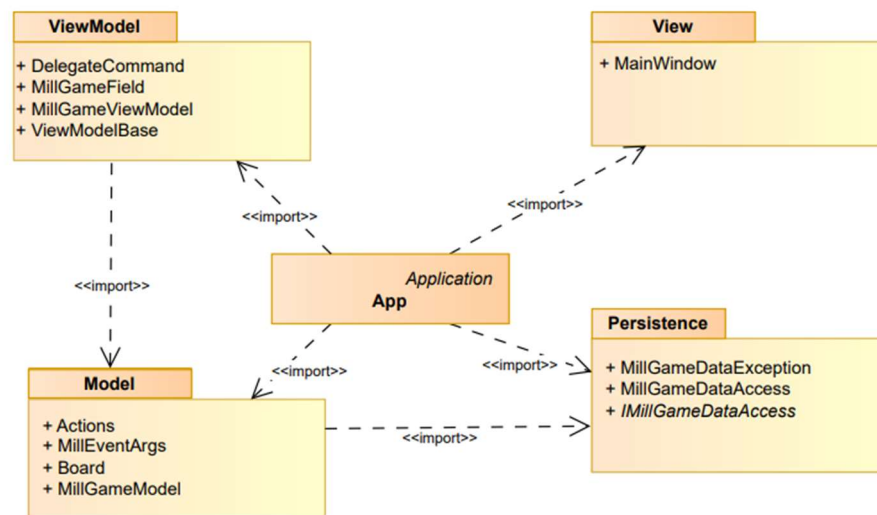 ViewModel
+ DelegateCommand
+ MillGameField
+ MillGameViewModel
+ ViewModelBase
View
+ MainWindow
<<import>>
<<import>>
<<import>>
Application
App
<<import>>
<<import>>
Model
+ Actions
+ MillEventArgs
+ Board
+ MillGameModel
<<import>>
Persistence
+ MillGameDataException
+ MillGameDataAccess
+ IMillGameDataAccess